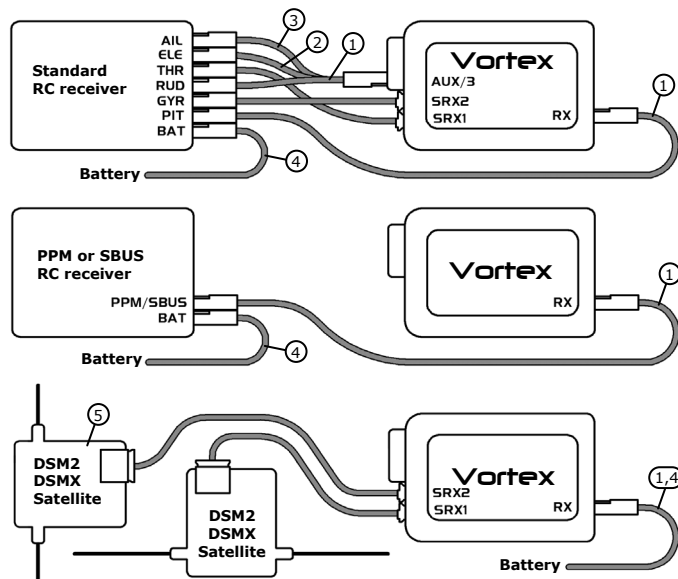 3
2
1
AIL
ELE
THR
RUD
GYR
PIT
BAT
Standard
RC receiver
Vortex
AUX/3
SRX2
SRX1
RX
1
4
Battery
PPM or SBUS
RC receiver
PPM/SBUS
BAT
Vortex
RX
1
4
Battery
5
DSM2
DSMX
Satellite
DSM2
DSMX
Satellite
Vortex
SRX2
SRX1
RX
1,4
Battery